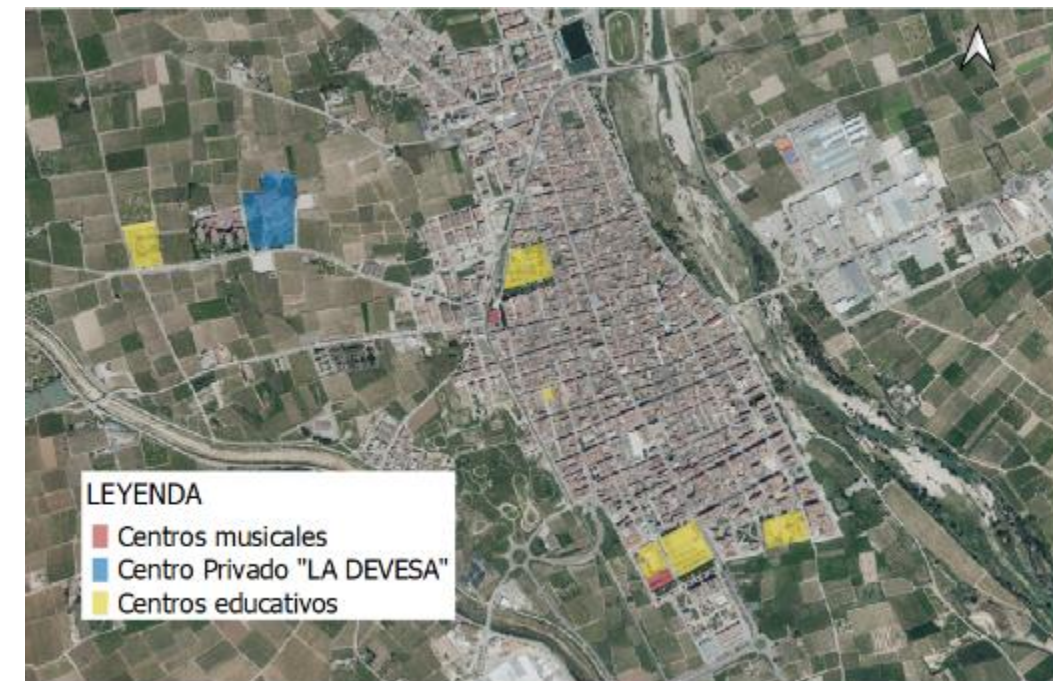 LEYENDA
Centros musicales
Centro Privado "LA DEVESA"
Centros educativos